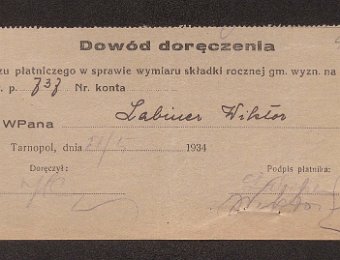 Dowód doręczenia
zu płatniczego w sprawie wymiaru składki rocznej gm. wyzn. na
. p. 737 Nr. konta
WPana Labiner Wiktor
Tarnopol, dnia 1934
Doręczył: Podpis płatnika:
Wiktor